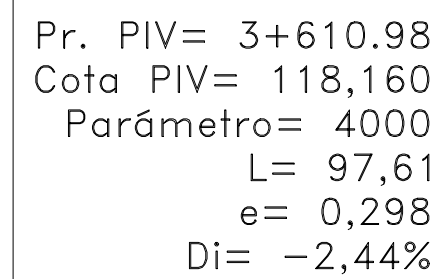 Pr. PIV= 3+610.98
Cota PIV= 118,160
Parámetro= 4000
L= 97,61
e= 0,298
Di= -2,44%